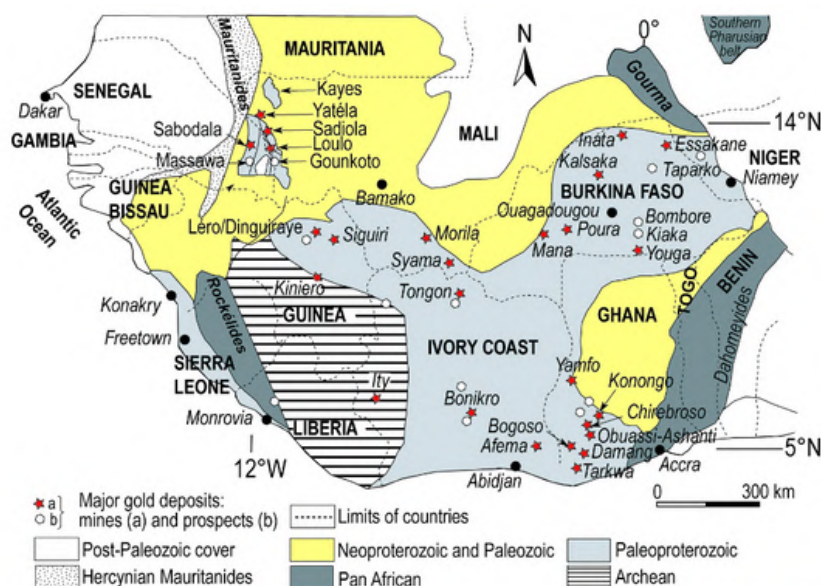 Southern
Pharusian
belt
0°
N
MAURITANIA
Mauritanides
Gourma
Kayes
SENEGAL
Dakar
Yatéla
MALI
14°N
Sadiola
Sabodala
Inata
Essakane
GAMBIA
Loulo
Kalsaka
NIGER
Massawa
Gounkoto
Taparko
Niamey
GUINEA
BISSAU
BURKINA FASO
Bamako
Ouagadougou
Atlantic
Ocean
Bombore
Lero/Dinguiraye
Siguiri
Morila
Poura
Kiaka
Mana
Youga
Syama
Kiniero
Tongon
TOGO
BENIN
Konakry
Rockélides
GUINEA
GHANA
Dahomeyides
Freetown
IVORY COAST
SIERRA
LEONE
Yamfo
Konongo
Ity
Bonikro
Chirebroso
Monrovia
LIBERIA
Bogoso
Obuassi-Ashanti
Afema
Damang
5°N
12°W
Abidjan
Tarkwa
Accra
a
b
Major gold deposits:
mines (a) and prospects (b)
Limits of countries
0 300 km
Post-Paleozoic cover
Neoproterozoic and Paleozoic
Paleoproterozoic
Hercynian Mauritanides
Pan African
Archean